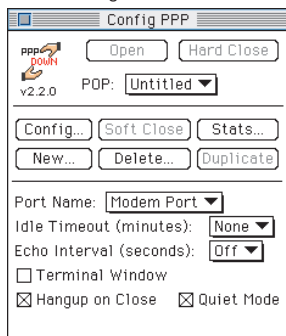 Config PPP
PPP Open Hard Close
DOWN
v2.2.0 POP: Untitled
Config... Soft Close Stats...
New... Delete... Duplicate
Port Name: Modem Port
Idle Timeout (minutes): None
Echo Interval (seconds): Off
Terminal Window
Hangup on Close Quiet Mode